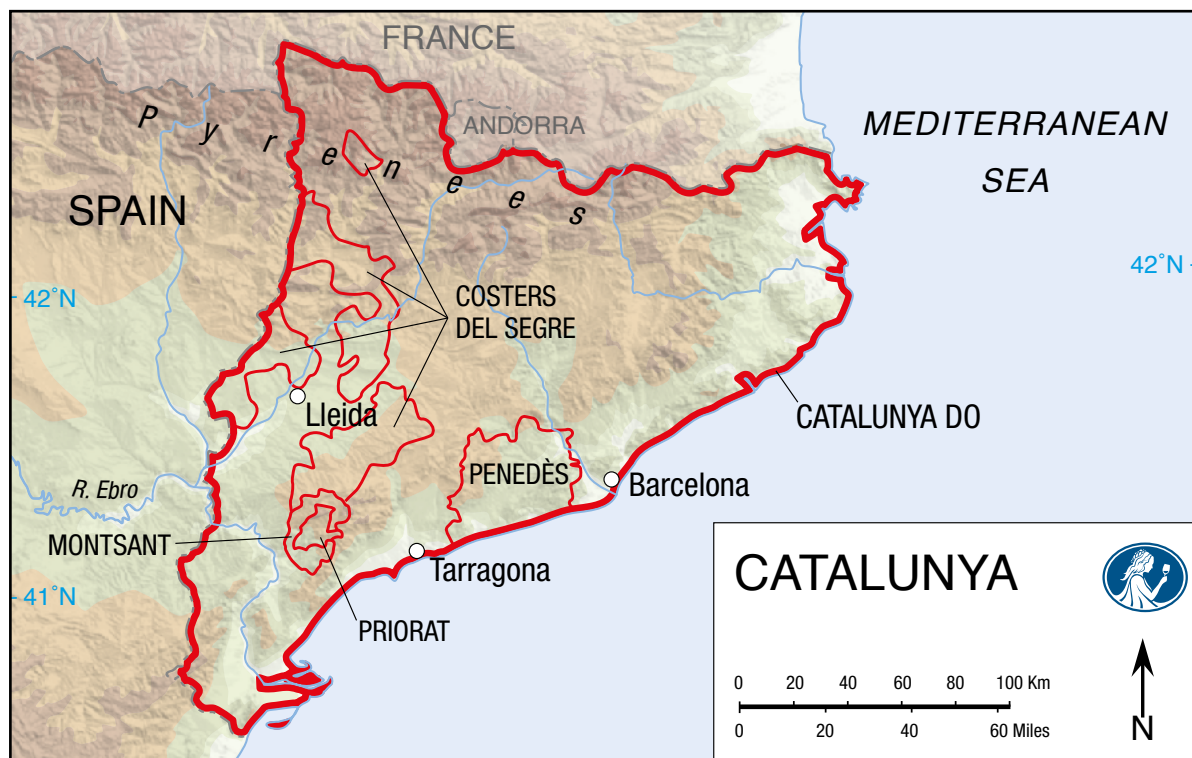 FRANCE
ANDORRA
Pyrenees
MEDITERRANEAN
SEA
SPAIN
42°N
42°N
COSTERS
DEL SEGRE
Lleida
CATALUNYA DO
PENEDÈS
Barcelona
R. Ebro
MONTSANT
Tarragona
41°N
PRIORAT
CATALUNYA
0 20 40 60 80 100 Km
0 20 40 60 Miles
N